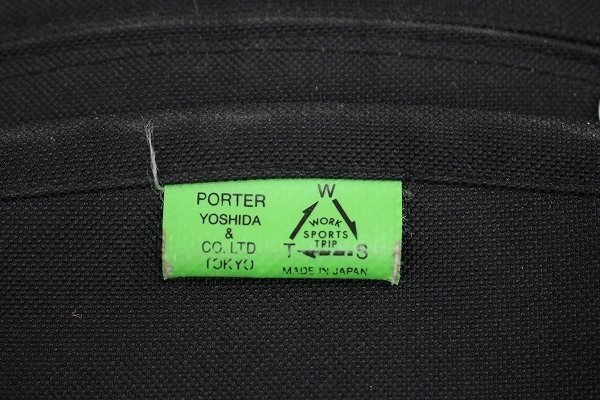 PORTER
YOSHIDA
&
CO. LTD
TOKYO
W
WORK
SPORTS
TRIP
T S
MADE IN JAPAN